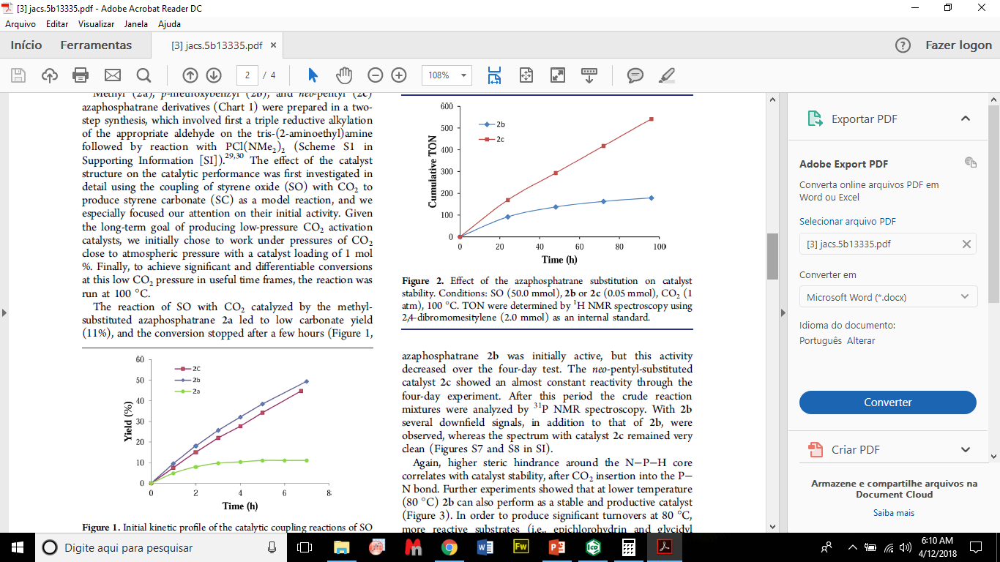 [3] jacs.5b13335.pdf - Adobe Acrobat Reader DC
Arquivo Editar Visualizar Janela Ajuda
Início Ferramentas [3] jacs.5b13335.pdf × ? Fazer logon
2 / 4 108%
Methyl (2a), p-methoxybenzyl (2b), and neo-pentyl (2c)
azaphosphatrane derivatives (Chart 1) were prepared in a two-
step synthesis, which involved first a triple reductive alkylation
of the appropriate aldehyde on the tris-(2-aminoethyl)amine
followed by reaction with PCl(NMe₂)₂ (Scheme S1 in
Supporting Information [SI]).²⁹,³⁰ The effect of the catalyst
structure on the catalytic performance was first investigated in
detail using the coupling of styrene oxide (SO) with CO₂ to
produce styrene carbonate (SC) as a model reaction, and we
especially focused our attention on their initial activity. Given
the long-term goal of producing low-pressure CO₂ activation
catalysts, we initially chose to work under pressures of CO₂
close to atmospheric pressure with a catalyst loading of 1 mol
%. Finally, to achieve significant and differentiable conversions
at this low CO₂ pressure in useful time frames, the reaction was
run at 100 °C.
The reaction of SO with CO₂ catalyzed by the methyl-
substituted azaphosphatrane 2a led to low carbonate yield
(11%), and the conversion stopped after a few hours (Figure 1,
60
50
40
30
20
10
0
Yield (%)
2C
2b
2a
0 2 4 6 8
Time (h)
Figure 1. Initial kinetic profile of the catalytic coupling reactions of SO
600
500
400
300
200
100
0
Cumulative TON
2b
2c
0 20 40 60 80 100
Time (h)
Figure 2. Effect of the azaphosphatrane substitution on catalyst
stability. Conditions: SO (50.0 mmol), 2b or 2c (0.05 mmol), CO₂ (1
atm), 100 °C. TON were determined by ¹H NMR spectroscopy using
2,4-dibromomesitylene (2.0 mmol) as an internal standard.
azaphosphatrane 2b was initially active, but this activity
decreased over the four-day test. The neo-pentyl-substituted
catalyst 2c showed an almost constant reactivity through the
four-day experiment. After this period the crude reaction
mixtures were analyzed by ³¹P NMR spectroscopy. With 2b
several downfield signals, in addition to that of 2b, were
observed, whereas the spectrum with catalyst 2c remained very
clean (Figures S7 and S8 in SI).
Again, higher steric hindrance around the N−P−H core
correlates with catalyst stability, after CO₂ insertion into the P−
N bond. Further experiments showed that at lower temperature
(80 °C) 2b can also perform as a stable and productive catalyst
(Figure 3). In order to produce significant turnovers at 80 °C,
more reactive substrates (i.e., epichlorohydrin and glycidyl
Exportar PDF
Adobe Export PDF
Converta online arquivos PDF em
Word ou Excel
Selecionar arquivo PDF
[3] jacs.5b13335.pdf
Converter em
Microsoft Word (*.docx)
Idioma do documento:
Português Alterar
Converter
Criar PDF
Armazene e compartilhe arquivos na
Document Cloud
Saiba mais
Digite aqui para pesquisar
6:10 AM
4/12/2018